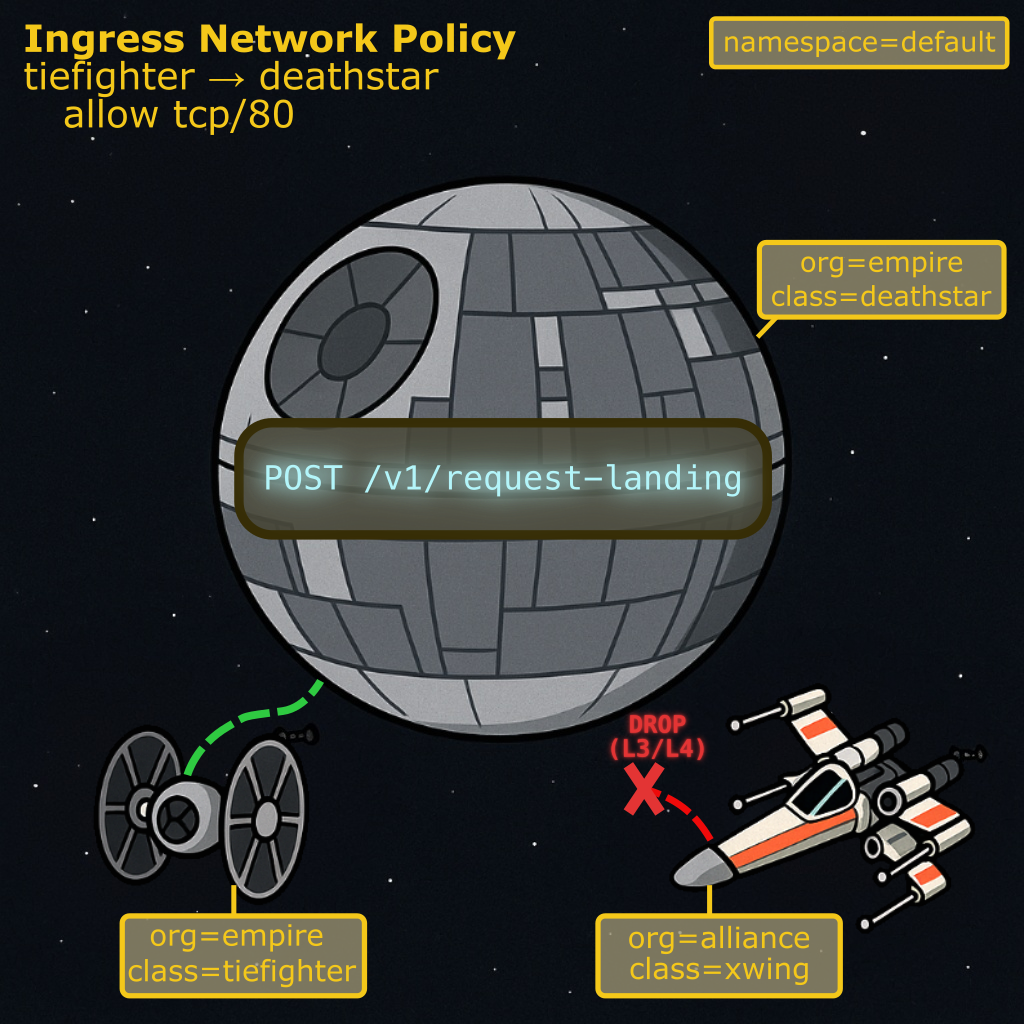 Ingress Network Policy
tiefighter → deathstar
allow tcp/80
namespace=default
org=empire
class=deathstar
POST /v1/request-landing
DROP
(L3/L4)
org=empire
class=tiefighter
org=alliance
class=xwing